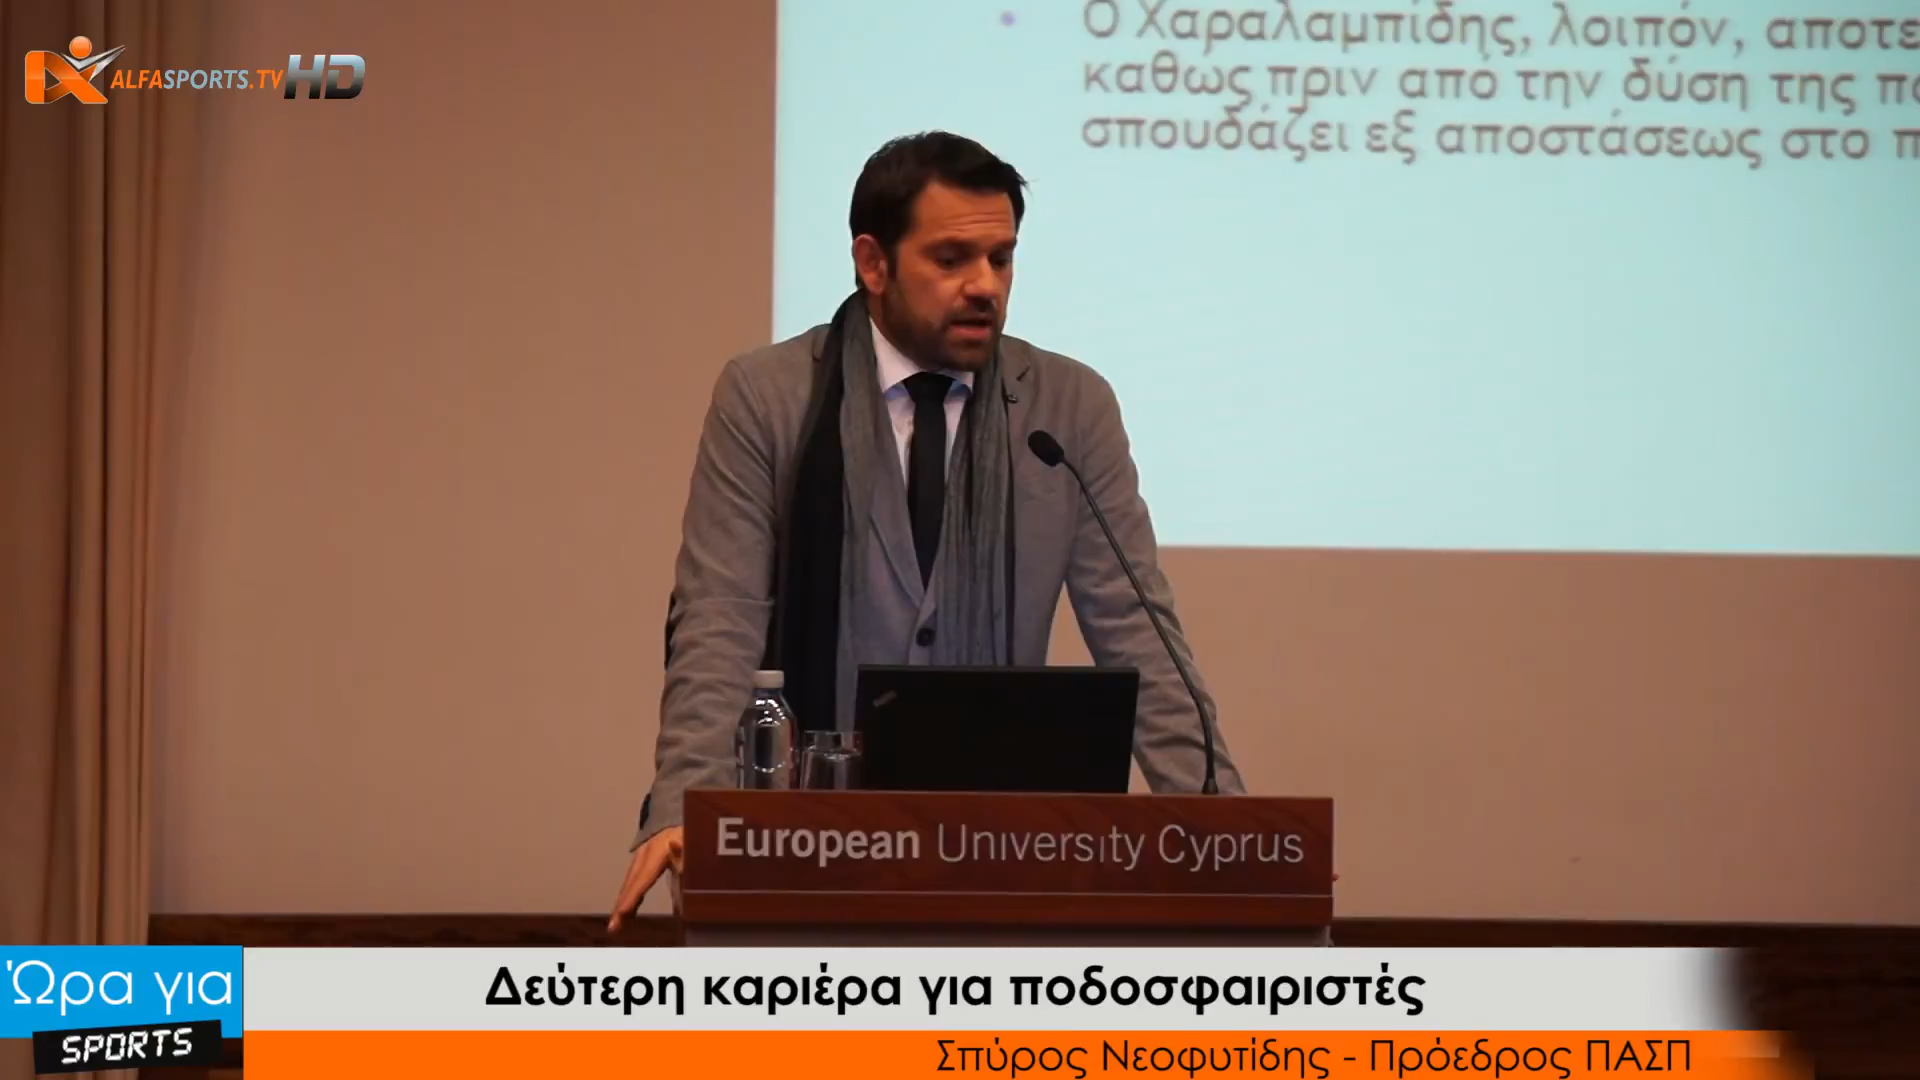 ALFASPORTS.TV HD
Ο Χαραλαμπίδης, λοιπόν,
καθως πριν από την δύση της
σπουδάζει εξ αποστάσεως στο
European University Cyprus
Ώρα για
SPORTS
Δεύτερη καριέρα για ποδοσφαιριστές
Σπύρος Νεοφυτίδης - Πρόεδρος ΠΑΣΠ